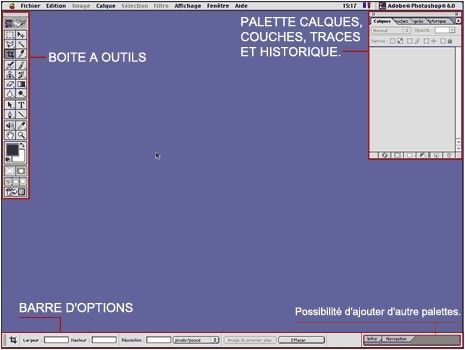 Fichier Edition Image Calque Sélection Filtre Affichage Fenêtre Aide 15:17 Adobe® Photoshop® 6.0
PALETTE CALQUES,
COUCHES, TRACES
ET HISTORIQUE.
BOITE A OUTILS
Calques
Normal Opacité :
Verrou :
BARRE D'OPTIONS
Possibilité d'ajouter d'autre palettes.
Largeur : Hauteur : Résolution : pixels/pouce Image de premier plan Effacer
Infos Navigation